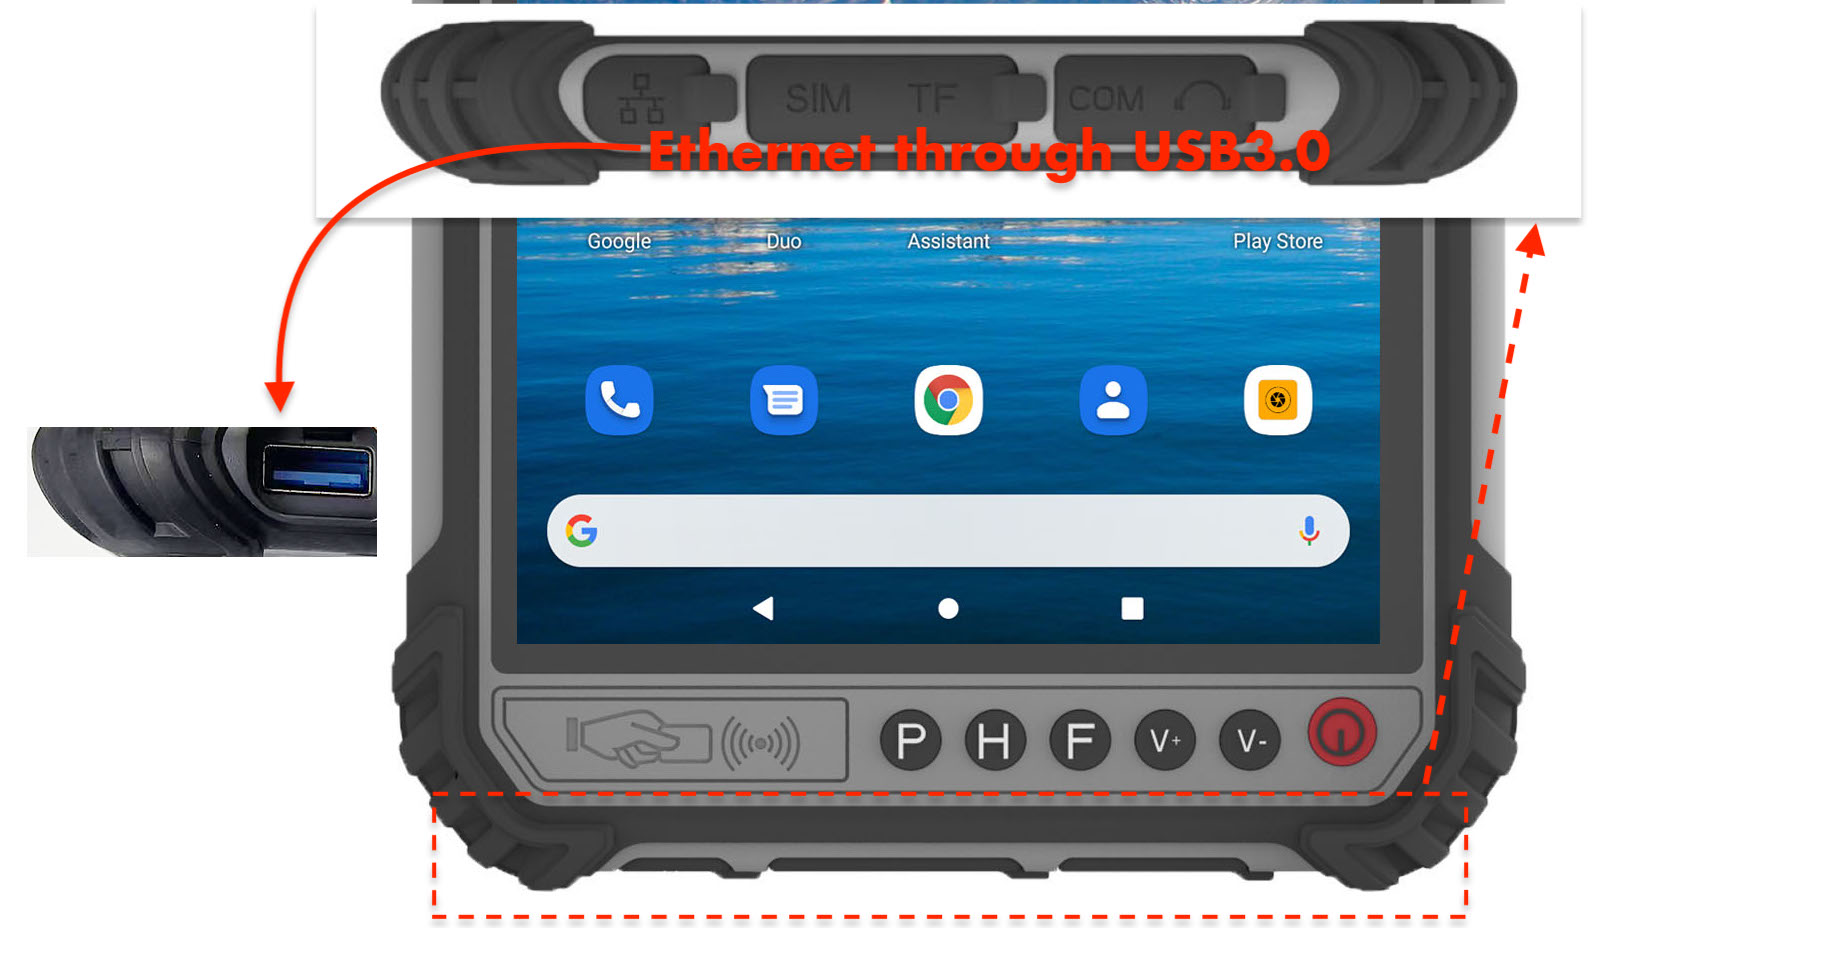 SIM TF COM
Ethernet through USB3.0
Google Duo Assistant Play Store
G
P H F V+ V-